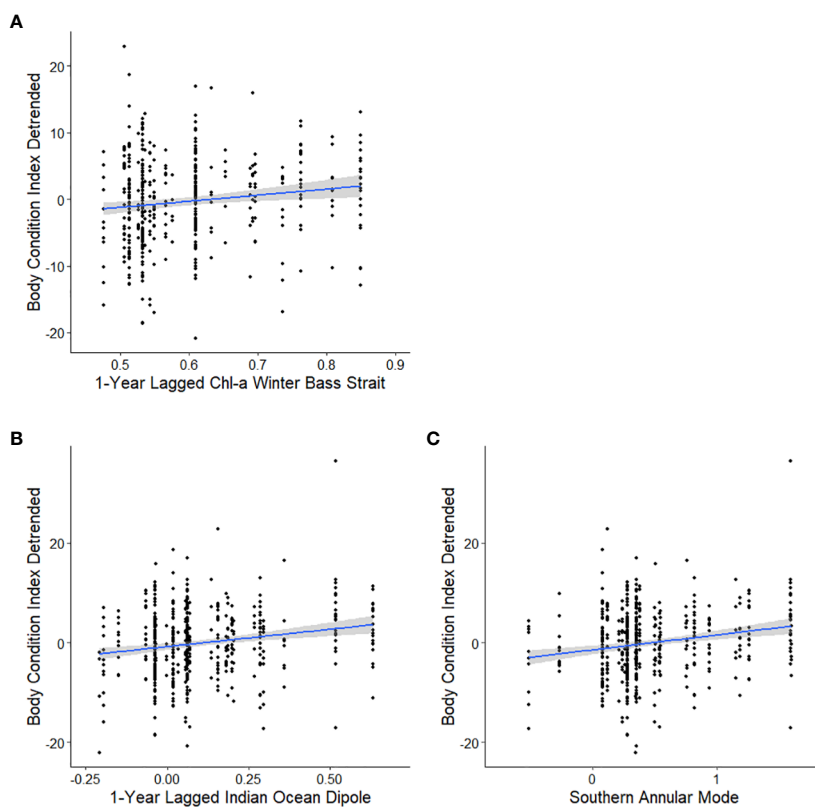 A
Body Condition Index Detrended
20
10
0
-10
-20
0.5 0.6 0.7 0.8 0.9
1-Year Lagged Chl-a Winter Bass Strait
B
Body Condition Index Detrended
20
0
-20
-0.25 0.00 0.25 0.50
1-Year Lagged Indian Ocean Dipole
C
Body Condition Index Detrended
20
0
-20
0 1
Southern Annular Mode